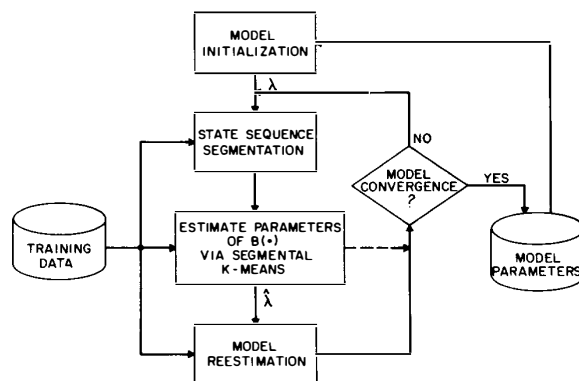 MODEL
INITIALIZATION
λ
STATE SEQUENCE
SEGMENTATION
NO
MODEL
CONVERGENCE
?
YES
TRAINING
DATA
ESTIMATE PARAMETERS
OF B(•)
VIA SEGMENTAL
K-MEANS
MODEL
PARAMETERS
λ̂
MODEL
REESTIMATION